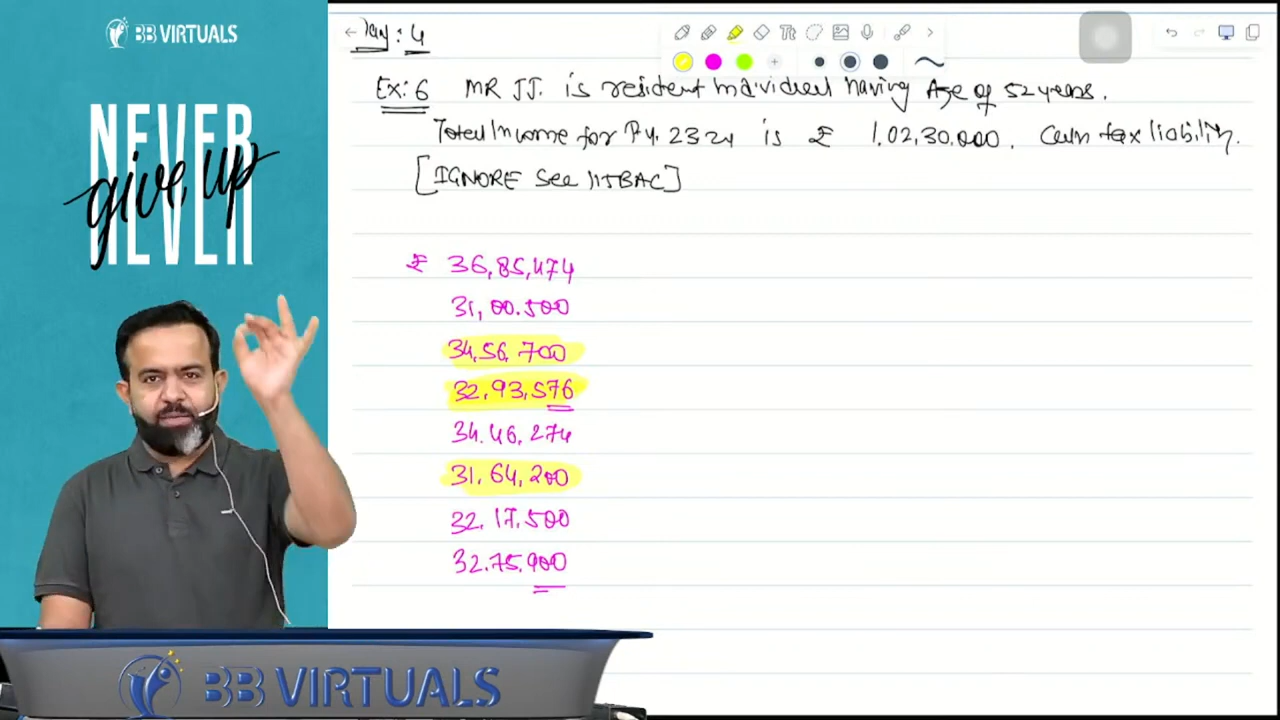 BB VIRTUALS
NEVER
give up
NEVER
Day: 4
Ex: 6 MR JJ. is resident Individual having Age of 52 years.
Total Income for P.Y. 23 24 is ₹ 1,02,30,000. Cum tax liability.
[IGNORE Sec 115BAC]
₹ 36,85,474
31,00.500
34,56,700
32,93,576
34.46,274
31.64,200
32.17.500
32.75.900
BB VIRTUALS